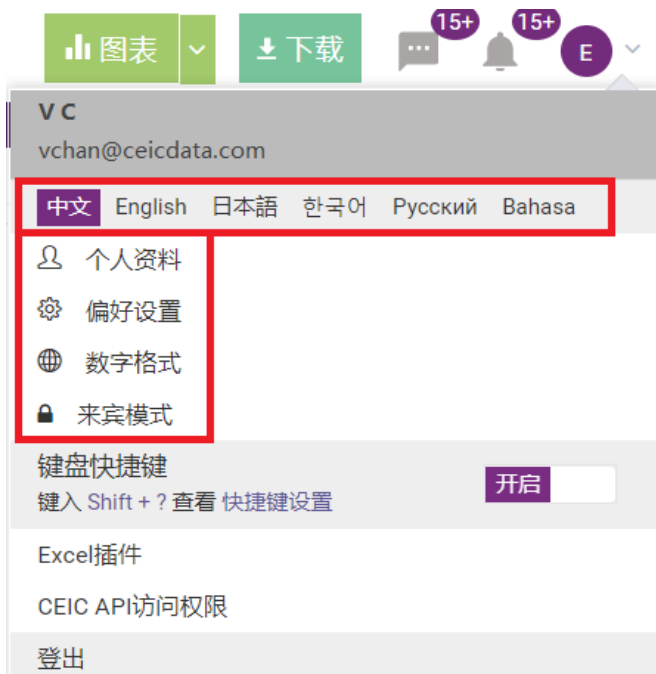 图表 下载 15+ 15+ E
V C
vchan@ceicdata.com
中文 English 日本語 한국어 Русский Bahasa
个人资料
偏好设置
数字格式
来宾模式
键盘快捷键
开启
键入 Shift + ? 查看 快捷键设置
Excel插件
CEIC API访问权限
登出